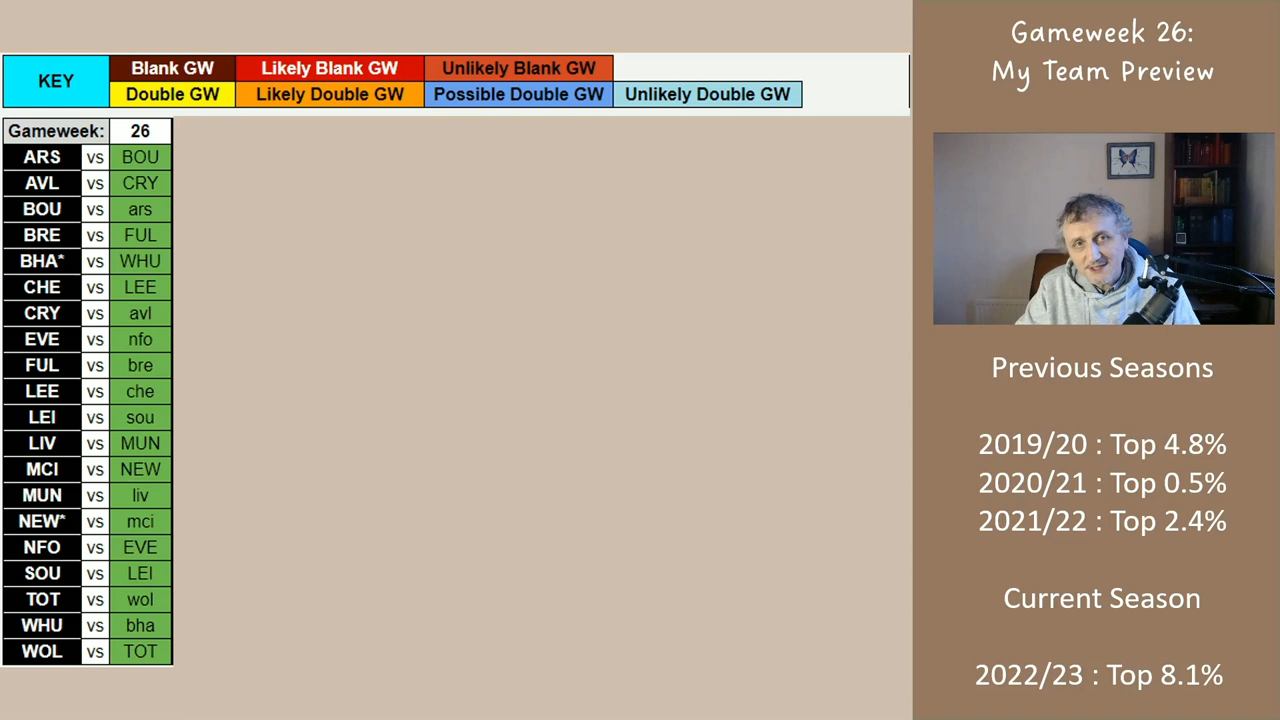 KEY Blank GW Likely Blank GW Unlikely Blank GW
Double GW Likely Double GW Possible Double GW Unlikely Double GW
Gameweek: 26
ARS vs BOU
AVL vs CRY
BOU vs ars
BRE vs FUL
BHA* vs WHU
CHE vs LEE
CRY vs avl
EVE vs nfo
FUL vs bre
LEE vs che
LEI vs sou
LIV vs MUN
MCI vs NEW
MUN vs liv
NEW* vs mci
NFO vs EVE
SOU vs LEI
TOT vs wol
WHU vs bha
WOL vs TOT
Gameweek 26:
My Team Preview
Previous Seasons
2019/20 : Top 4.8%
2020/21 : Top 0.5%
2021/22 : Top 2.4%
Current Season
2022/23 : Top 8.1%